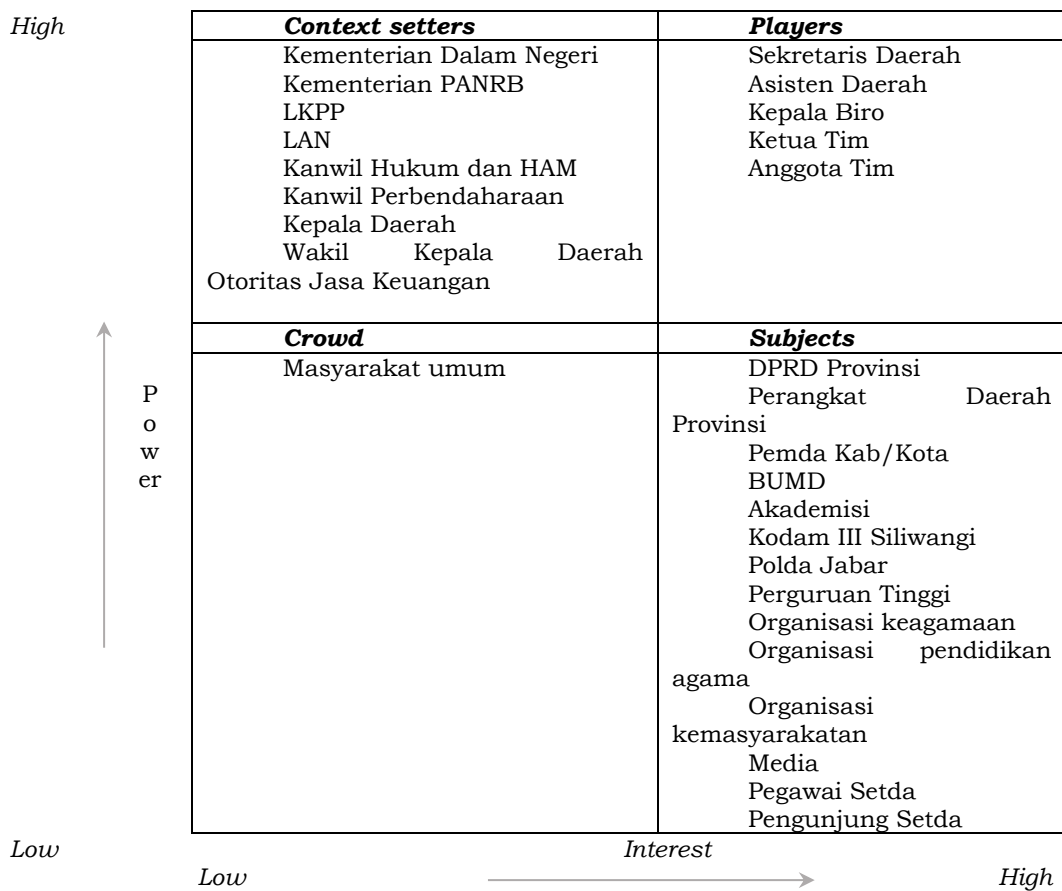 High
Context setters
Kementerian Dalam Negeri
Kementerian PANRB
LKPP
LAN
Kanwil Hukum dan HAM
Kanwil Perbendaharaan
Kepala Daerah
Wakil Kepala Daerah
Otoritas Jasa Keuangan
Players
Sekretaris Daerah
Asisten Daerah
Kepala Biro
Ketua Tim
Anggota Tim
P
o
w
er
Crowd
Masyarakat umum
Subjects
DPRD Provinsi
Perangkat Daerah
Provinsi
Pemda Kab/Kota
BUMD
Akademisi
Kodam III Siliwangi
Polda Jabar
Perguruan Tinggi
Organisasi keagamaan
Organisasi pendidikan
agama
Organisasi
kemasyarakatan
Media
Pegawai Setda
Pengunjung Setda
Low
Interest
Low
High